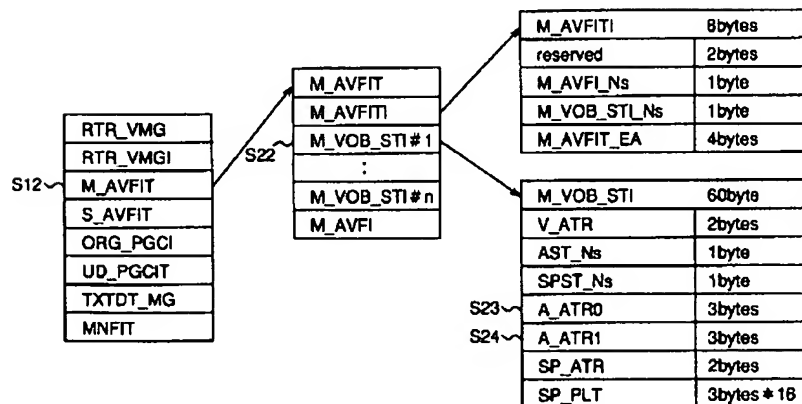 RTR_VMG
RTR_VMGI
S12 M_AVFIT
S_AVFIT
ORG_PGCI
UD_PGCIT
TXTDT_MG
MNFIT
M_AVFIT
M_AVFITI
S22 M_VOB_STI#1
:
M_VOB_STI#n
M_AVFI
M_AVFITI 8bytes
reserved 2bytes
M_AVFI_Ns 1byte
M_VOB_STI_Ns 1byte
M_AVFIT_EA 4bytes
M_VOB_STI 60byte
V_ATR 2bytes
AST_Ns 1byte
SPST_Ns 1byte
S23 A_ATR0 3bytes
S24 A_ATR1 3bytes
SP_ATR 2bytes
SP_PLT 3bytes*16